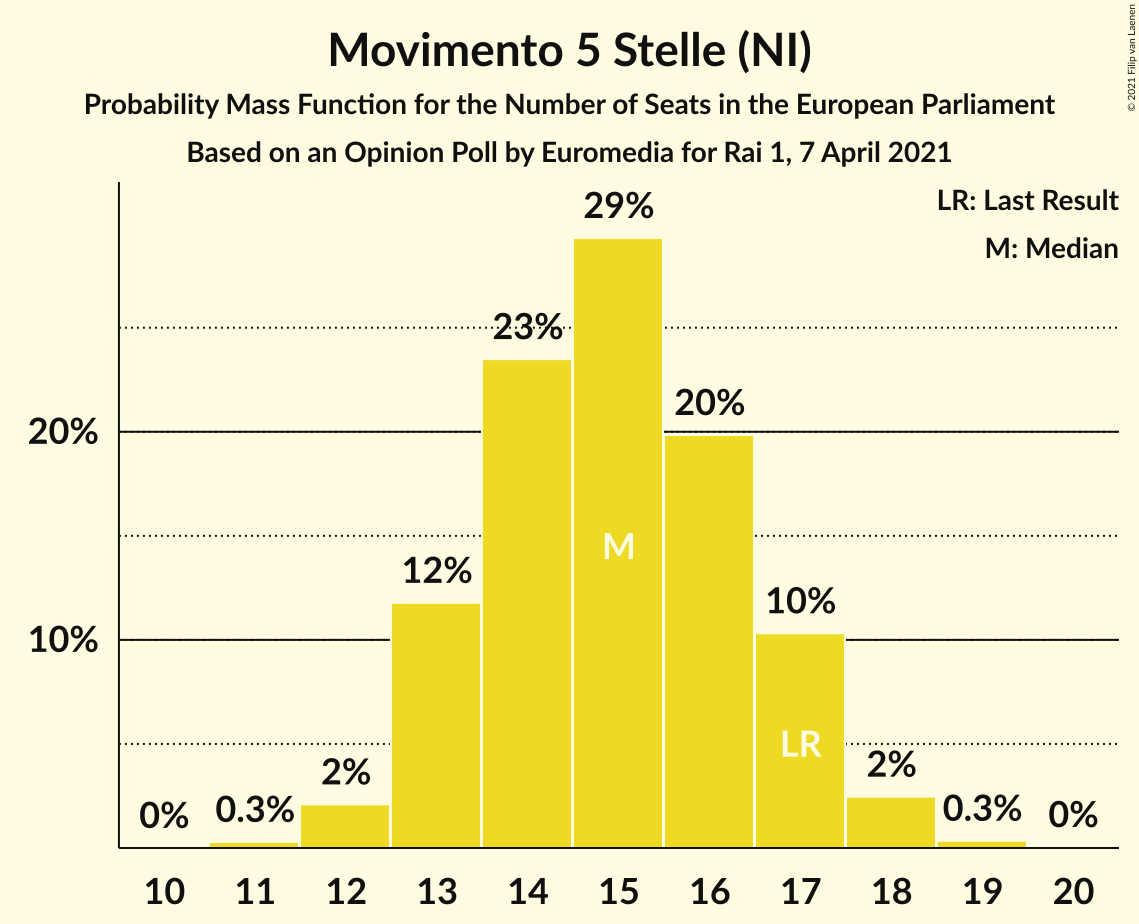 Movimento 5 Stelle (NI)
Probability Mass Function for the Number of Seats in the European Parliament
Based on an Opinion Poll by Euromedia for Rai 1, 7 April 2021
© 2021 Filip van Laenen
LR: Last Result
M: Median
29%
23%
20%
20%
M
12%
10%
10%
LR
2%
2%
0%
0.3%
0.3%
0%
10 11 12 13 14 15 16 17 18 19 20